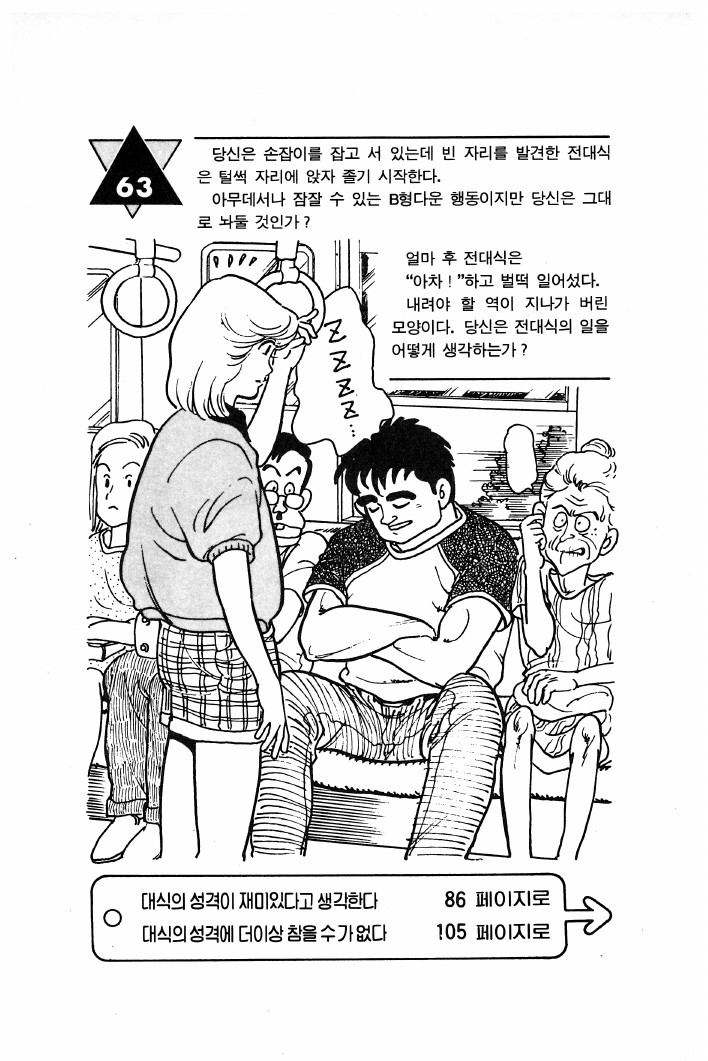 63
당신은 손잡이를 잡고 서 있는데 빈 자리를 발견한 전대식
은 털썩 자리에 앉자 졸기 시작한다.
아무데서나 잠잘 수 있는 B형다운 행동이지만 당신은 그대
로 놔둘 것인가?
얼마 후 전대식은
“아차!”하고 벌떡 일어섰다.
내려야 할 역이 지나가 버린
모양이다. 당신은 전대식의 일을
어떻게 생각하는가?
Z
Z
Z
Z
⋮
대식의 성격이 재미있다고 생각한다 86 페이지로
대식의 성격에 더이상 참을 수가 없다 105 페이지로